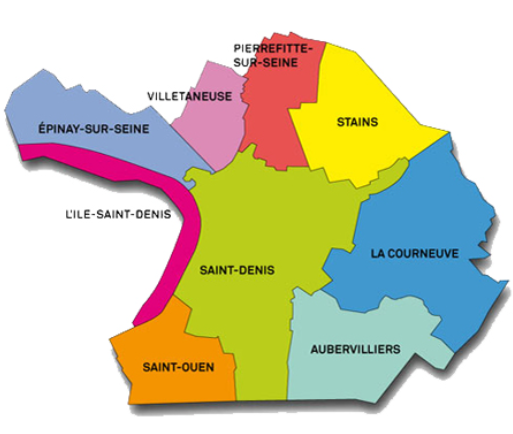 PIERREFITTE-
SUR-SEINE
VILLETANEUSE
STAINS
ÉPINAY-SUR-SEINE
L'ILE-SAINT-DENIS
LA COURNEUVE
SAINT-DENIS
AUBERVILLIERS
SAINT-OUEN